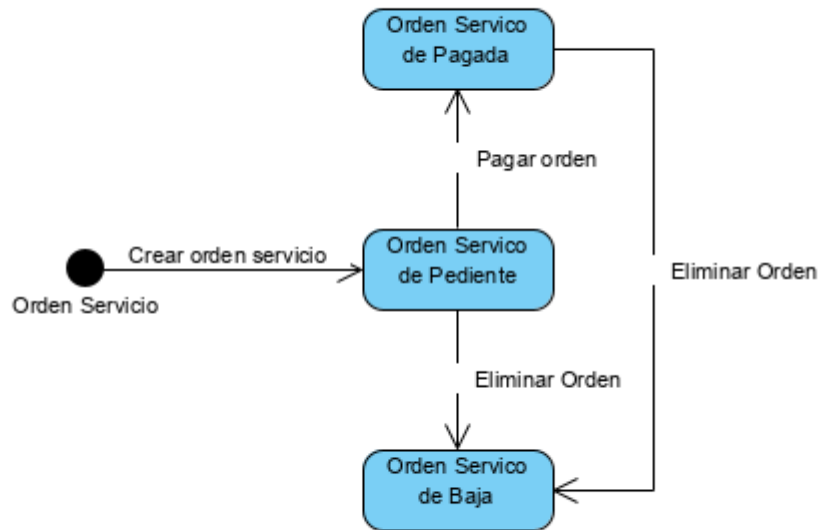 Orden Servico
de Pagada
Pagar orden
Crear orden servicio
Orden Servico
de Pediente
Eliminar Orden
Orden Servicio
Eliminar Orden
Orden Servico
de Baja